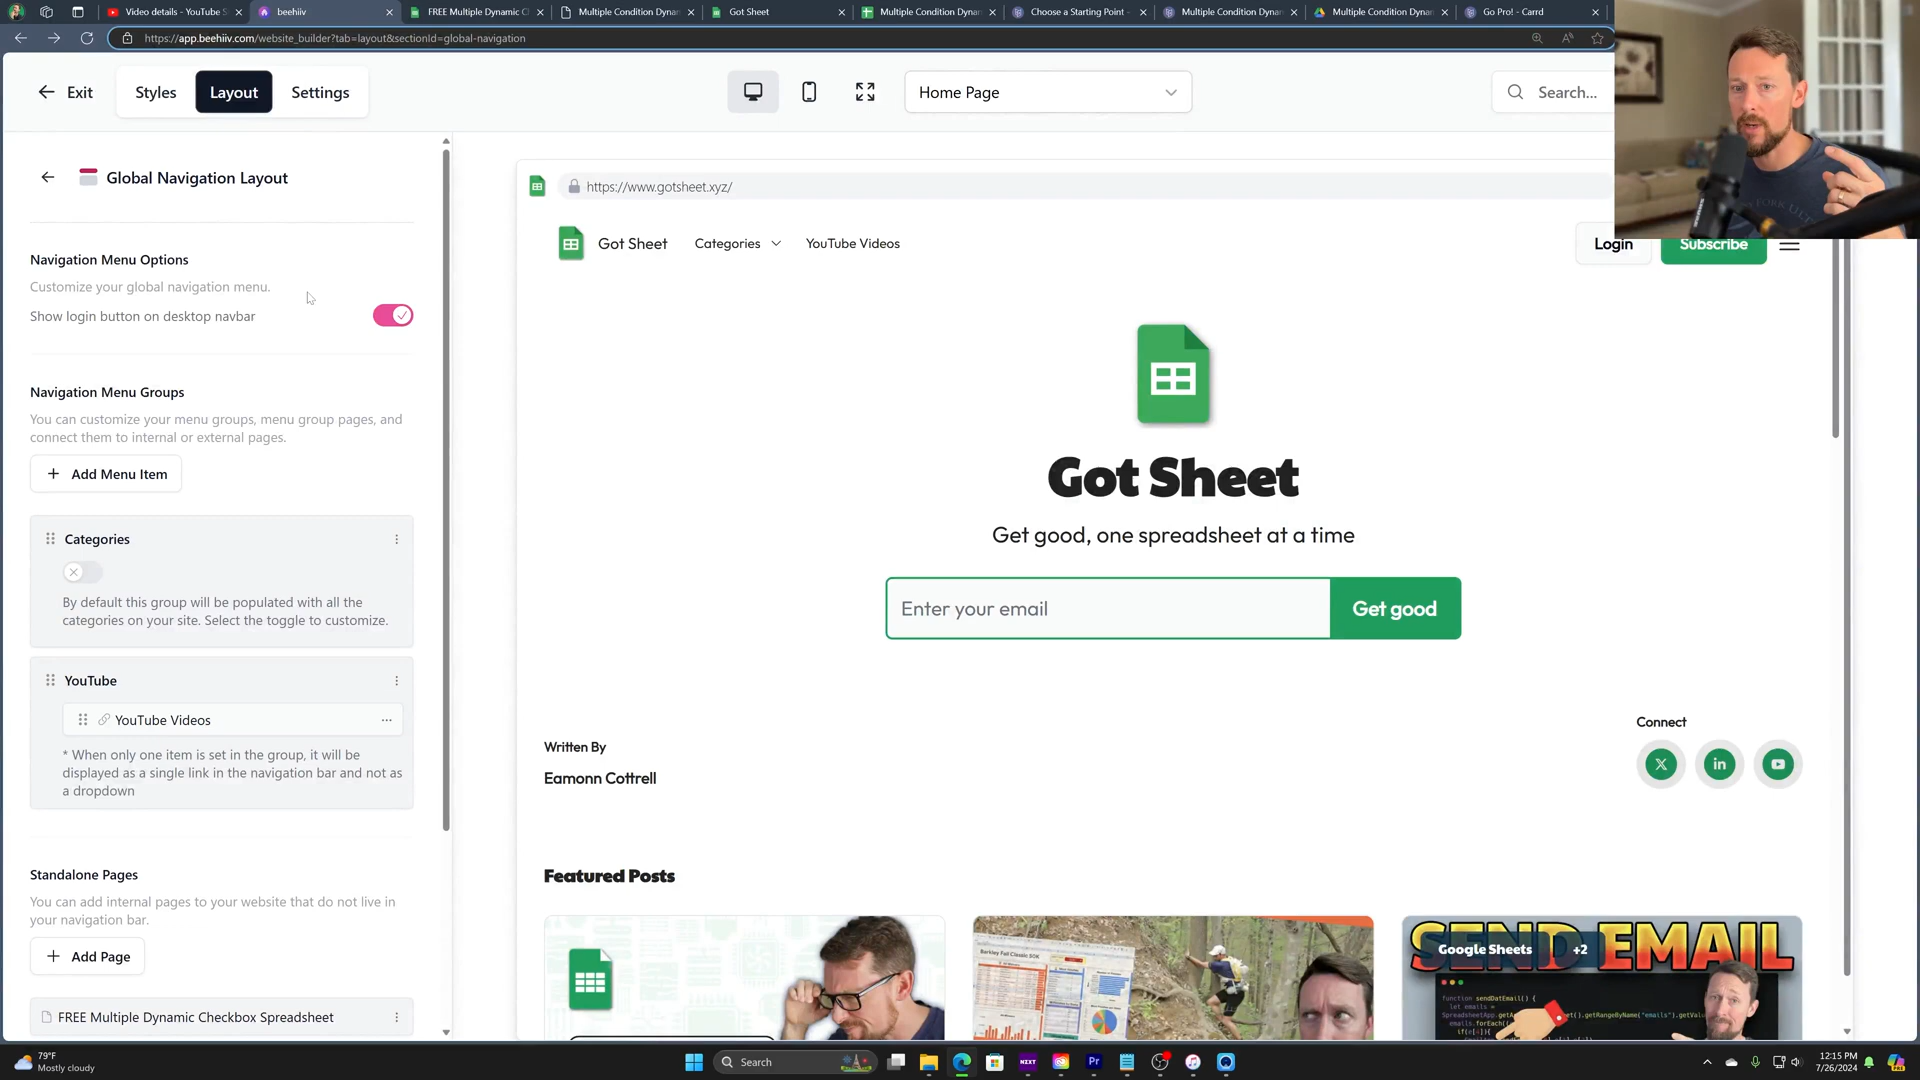 Video details - YouTube S
beehiiv
FREE Multiple Dynamic C
Multiple Condition Dynam
Got Sheet
Multiple Condition Dynam
Choose a Starting Point -
Multiple Condition Dynam
Multiple Condition Dynam
Go Pro! - Carrd
https://app.beehiiv.com/website_builder?tab=layout&sectionId=global-navigation
Exit
Styles
Layout
Settings
Home Page
Search...
Global Navigation Layout
https://www.gotsheet.xyz/
Got Sheet
Categories
YouTube Videos
Login
Subscribe
Navigation Menu Options
Customize your global navigation menu.
Show login button on desktop navbar
Navigation Menu Groups
You can customize your menu groups, menu group pages, and
connect them to internal or external pages.
Add Menu Item
Categories
By default this group will be populated with all the
categories on your site. Select the toggle to customize.
YouTube
YouTube Videos
* When only one item is set in the group, it will be
displayed as a single link in the navigation bar and not as
a dropdown
Standalone Pages
You can add internal pages to your website that do not live in
your navigation bar.
Add Page
FREE Multiple Dynamic Checkbox Spreadsheet
Got Sheet
Get good, one spreadsheet at a time
Enter your email
Get good
Connect
Written By
Eamonn Cottrell
Featured Posts
Barkley Fall Classic SOK
SEND EMAIL
Google Sheets
+2
79°F
Mostly cloudy
Search
12:15 PM
7/26/2024